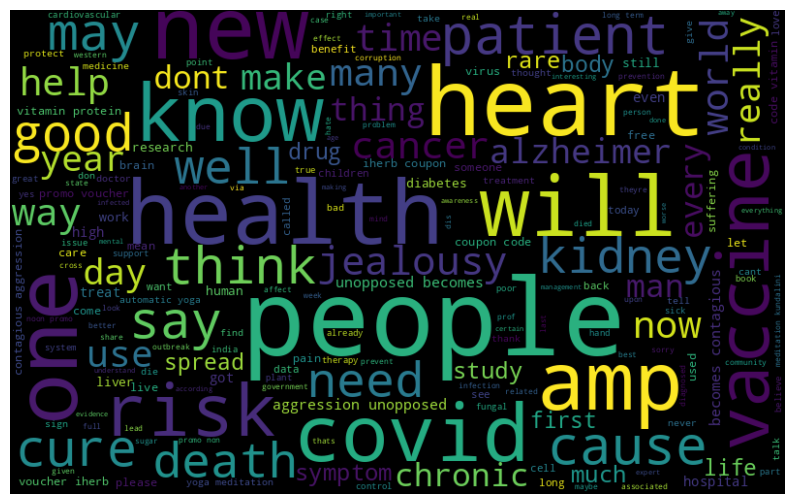 cardiovascular
new
case
right
important
real
long term
away
may
western
time
effect
benefit
corruption
patient
rare
body
still
give
protect
medicine
point
help
dont
make
many
virus
thought
interesting
prevention
world
really
code vitamin love
vitamin protein
skin
know
thing
hate
heart
even
good
due
age
problem
person
done
research
cancer
free
year
brain
well
drug
iherb coupon
someone
alzheimer
condition
great
don
doctor
true
children
diabetes
treatment
theyre
every
suffering
yes
promo voucher
via
making
awareness
state
infected
another
bad
mind
dis
died
worse
everything
way
work
health
called
today
will
vaccine
high
mean
issue
mental
support
coupon code
care
let
cross
day
think
jealousy
kidney
cant
book
contagious aggression
treat
want
unopposed becomes
poor
management
back
upon
tell
man
automatic yoga
human
affect
week
prof
certain
sick
come
look
neem promo
better
say
people
thank
hand
now
becomes contagious
meditation kundalini
one
share
outbreak
find
already
last
sorry
system
india
data
pain
therapy
prevent
best
used
community
use
spread
understand
die
study
liver
live
got
plant
need
see
infection
related
standard
believe
according
government
amp
evidence
sign
full
lead
risk
aggression unopposed
fungal
first
never
talk
thats
covid
cure
sugar
promo non
death
cause
life
symptom
chronic
cell
much
hospital
voucher iherb
please
given
yoga meditation
control
long
maybe
expert
associated
part